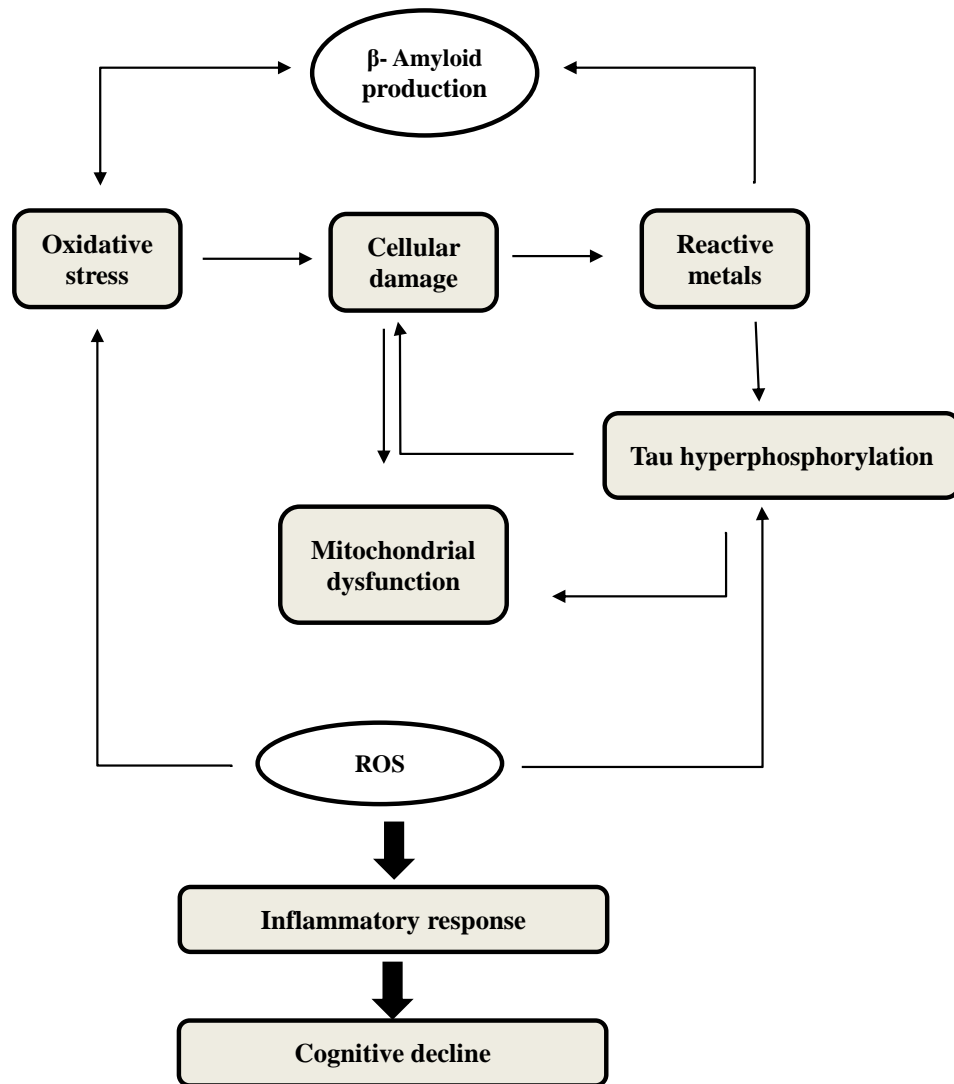 β- Amyloid
production
Oxidative
stress
Cellular
damage
Reactive
metals
Tau hyperphosphorylation
Mitochondrial
dysfunction
ROS
Inflammatory response
Cognitive decline